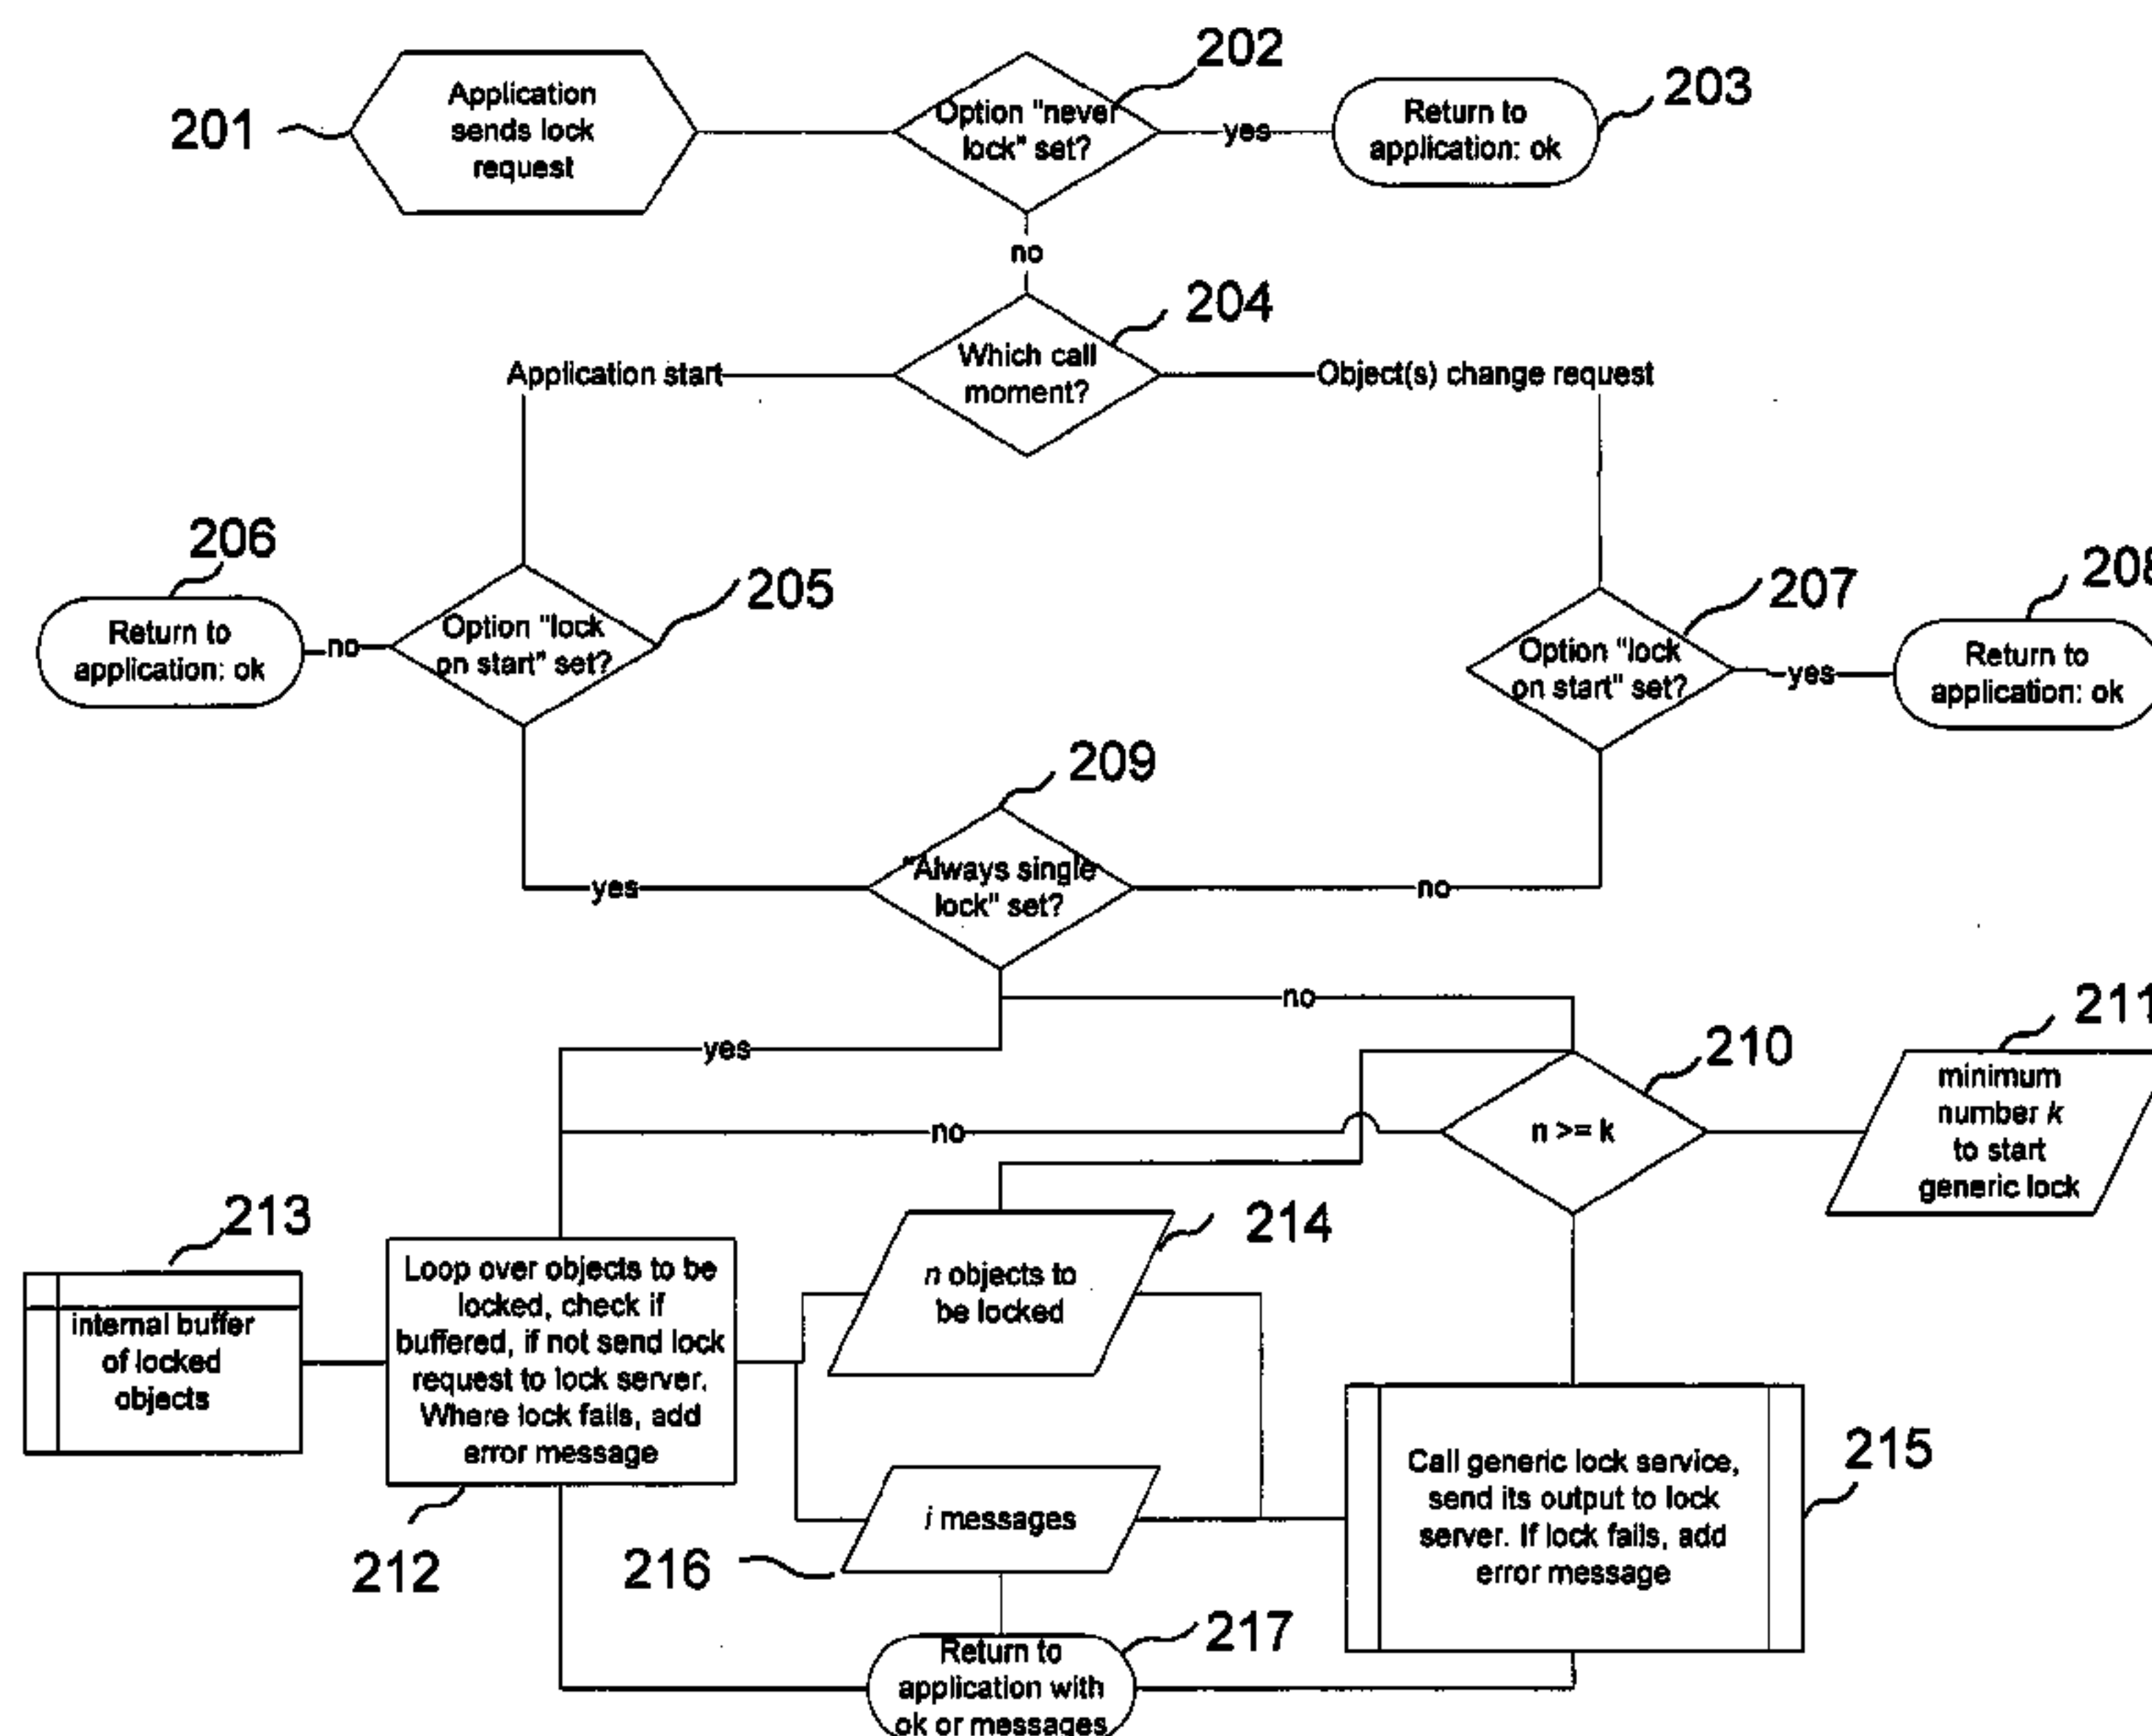 201
Application
sends lock
request
202
Option "never
lock" set?
yes
203
Return to
application: ok
no
204
Which call
moment?
Application start
Object(s) change request
206
Return to
application: ok
no
205
Option "lock
on start" set?
207
Option "lock
on start" set?
yes
208
Return to
application: ok
209
"Always single
lock" set?
yes
no
no
yes
210
n >= k
no
211
minimum
number k
to start
generic lock
213
internal buffer
of locked
objects
212
Loop over objects to be
locked, check if
buffered, if not send lock
request to lock server.
Where lock fails, add
error message
214
n objects to
be locked
216
i messages
215
Call generic lock service,
send its output to lock
server. If lock fails, add
error message
217
Return to
application with
ok or messages